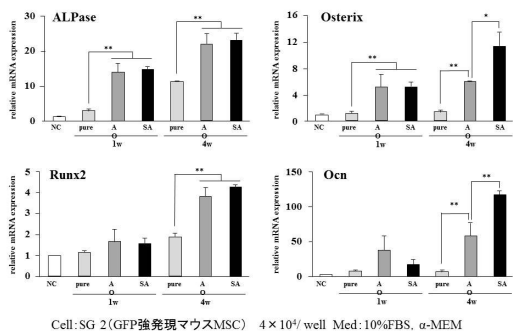 ALPase
relative mRNA expression
30
20
10
0
**
**
NC
pure
A
SA
pure
A
SA
O
O
1w
4w
Osterix
relative mRNA expression
16
12
8
4
0
**
**
*
NC
pure
A
SA
pure
A
SA
O
O
1w
4w
Runx2
relative mRNA expression
5
4
3
2
1
0
**
NC
pure
A
SA
pure
A
SA
O
O
1w
4w
Ocn
relative mRNA expression
150
100
50
0
**
**
NC
pure
A
SA
pure
A
SA
O
O
1w
4w
Cell:SG 2(GFP強発現マウスMSC) 4×10⁴/ well Med:10%FBS, α-MEM